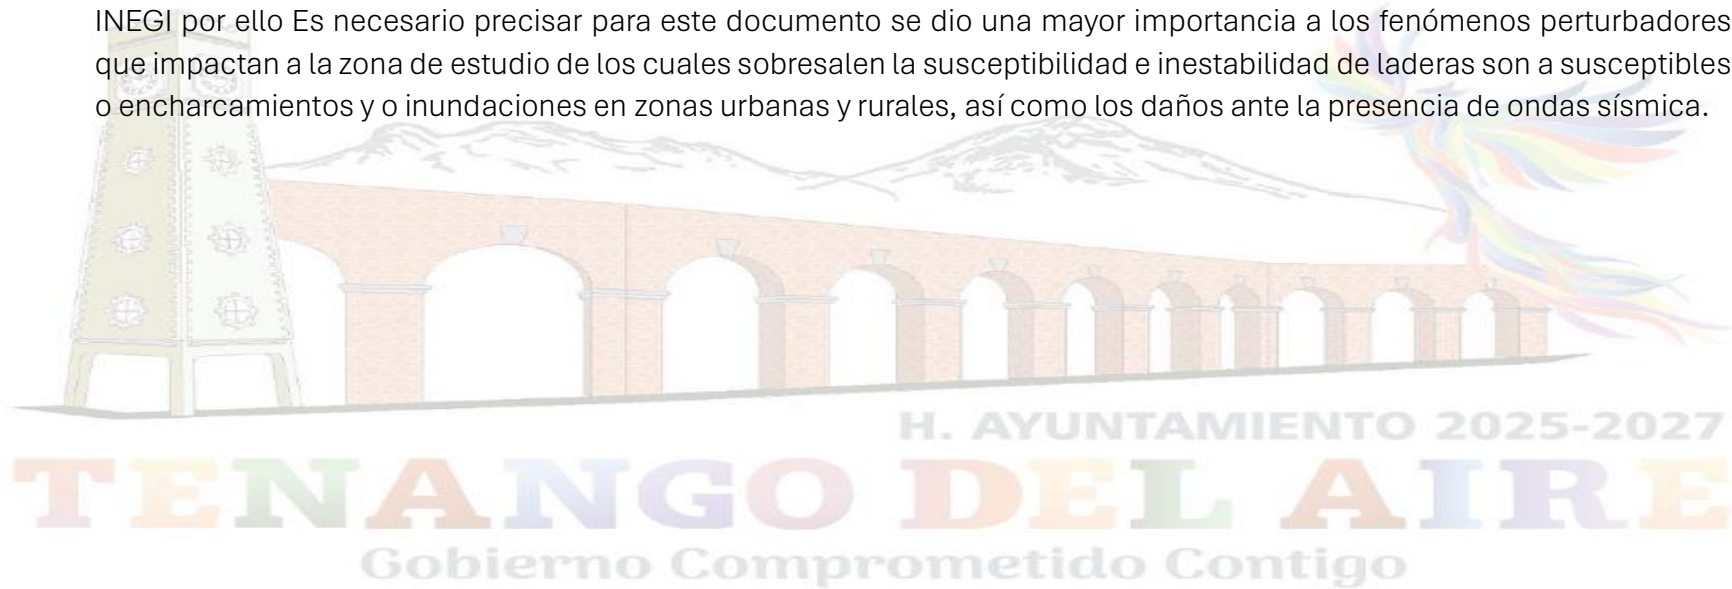 INEGI por ello Es necesario precisar para este documento se dio una mayor importancia a los fenómenos perturbadores
que impactan a la zona de estudio de los cuales sobresalen la susceptibilidad e inestabilidad de laderas son a susceptibles
o encharcamientos y o inundaciones en zonas urbanas y rurales, así como los daños ante la presencia de ondas sísmica.
H. AYUNTAMIENTO 2025-2027
TENANGO DEL AIRE
Gobierno Comprometido Contigo